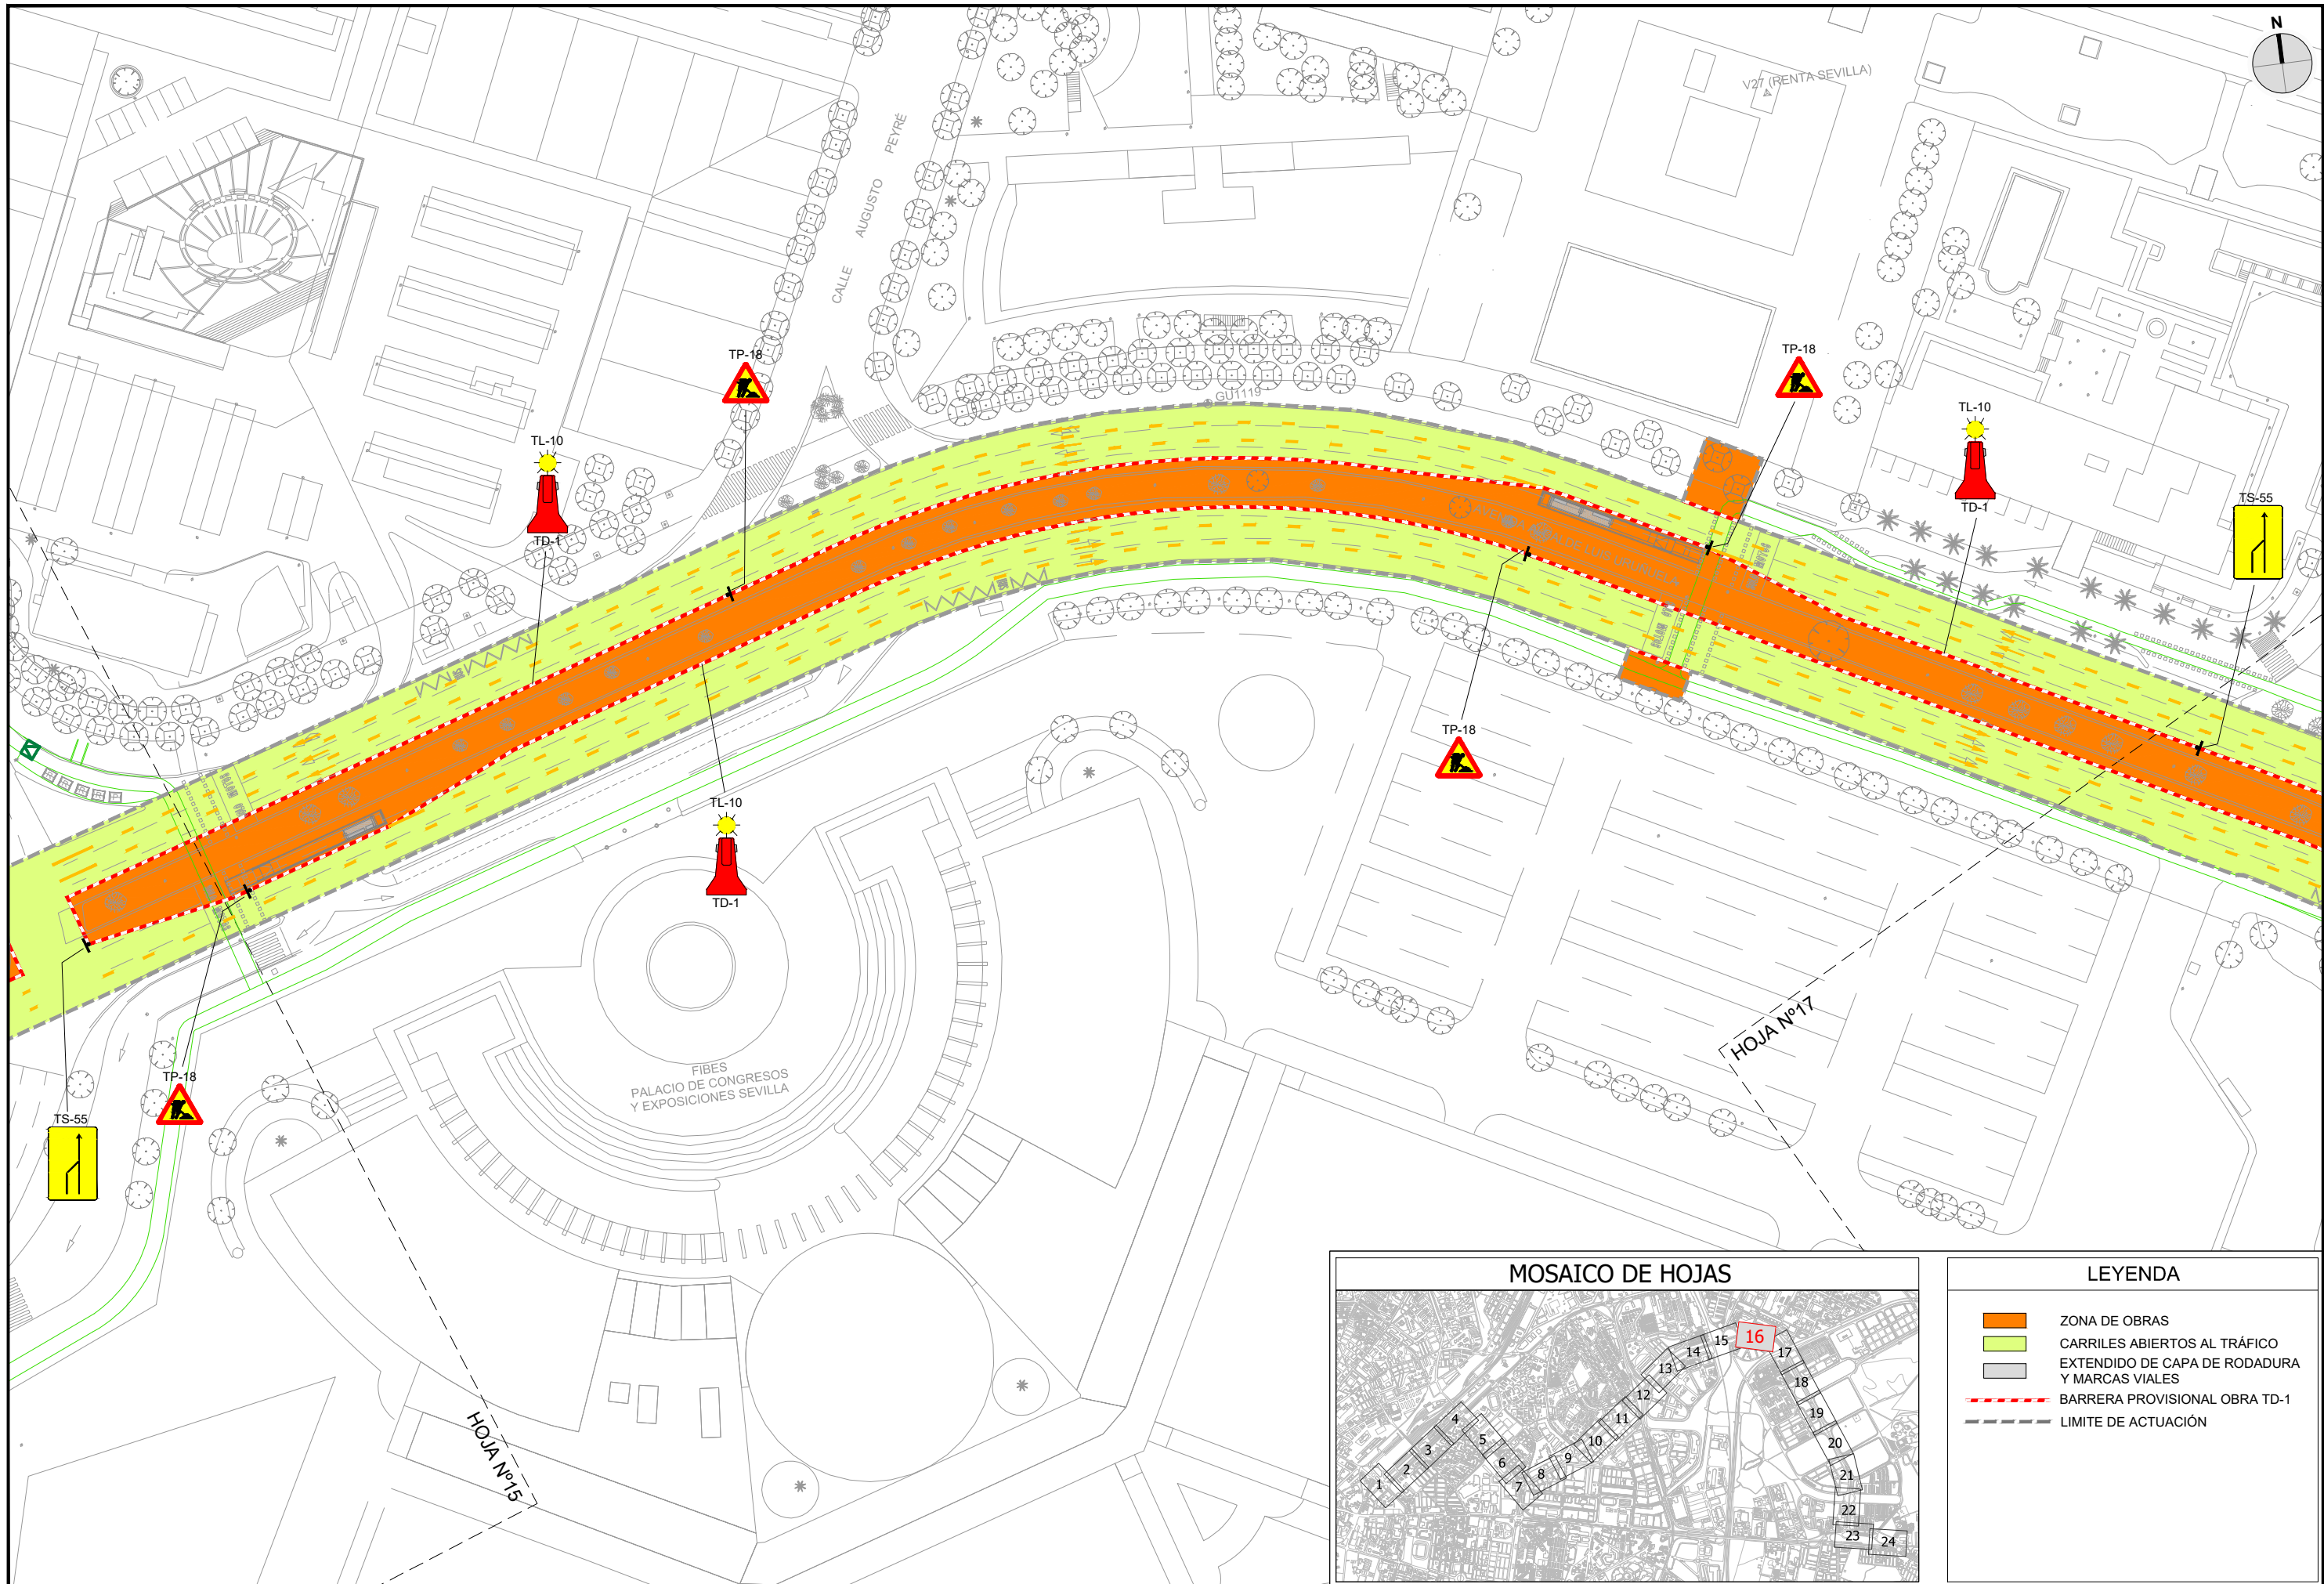 N
V27 (RENTA SEVILLA)
CALLE AUGUSTO PEYRÉ
TP-18
TP-18
GU1119
TL-10
TD-1
TL-10
TD-1
TS-55
TP-18
TL-10
TD-1
TP-18
TS-55
FIBES
PALACIO DE CONGRESOS
Y EXPOSICIONES SEVILLA
HOJA Nº17
HOJA Nº15
MOSAICO DE HOJAS
1
2
3
4
5
6
7
8
9
10
11
12
13
14
15
16
17
18
19
20
21
22
23
24
LEYENDA
ZONA DE OBRAS
CARRILES ABIERTOS AL TRÁFICO
EXTENDIDO DE CAPA DE RODADURA
Y MARCAS VIALES
BARRERA PROVISIONAL OBRA TD-1
LIMITE DE ACTUACIÓN